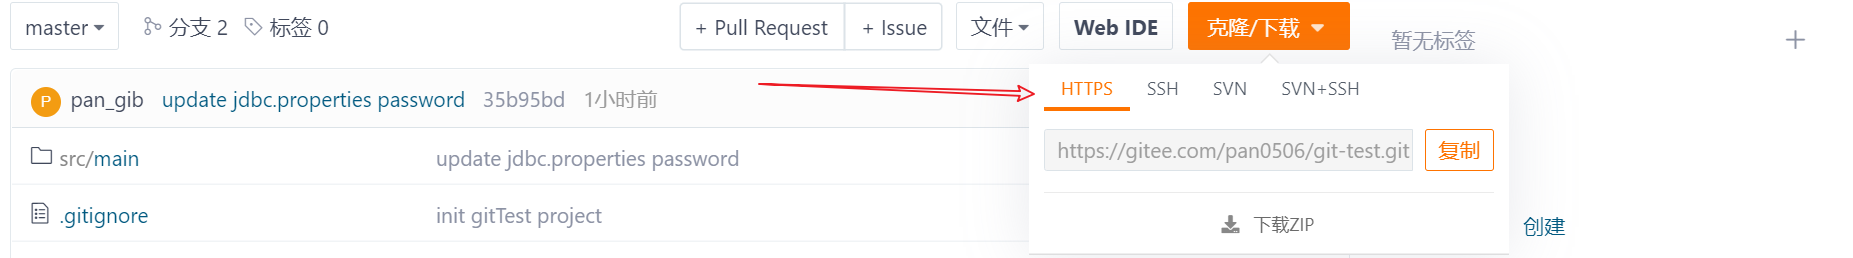 master 分支 2 标签 0 + Pull Request + Issue 文件 Web IDE 克隆/下载 暂无标签
P pan_gib update jdbc.properties password 35b95bd 1小时前
HTTPS SSH SVN SVN+SSH
src/main update jdbc.properties password
https://gitee.com/pan0506/git-test.git 复制
.gitignore init gitTest project
下载ZIP
创建